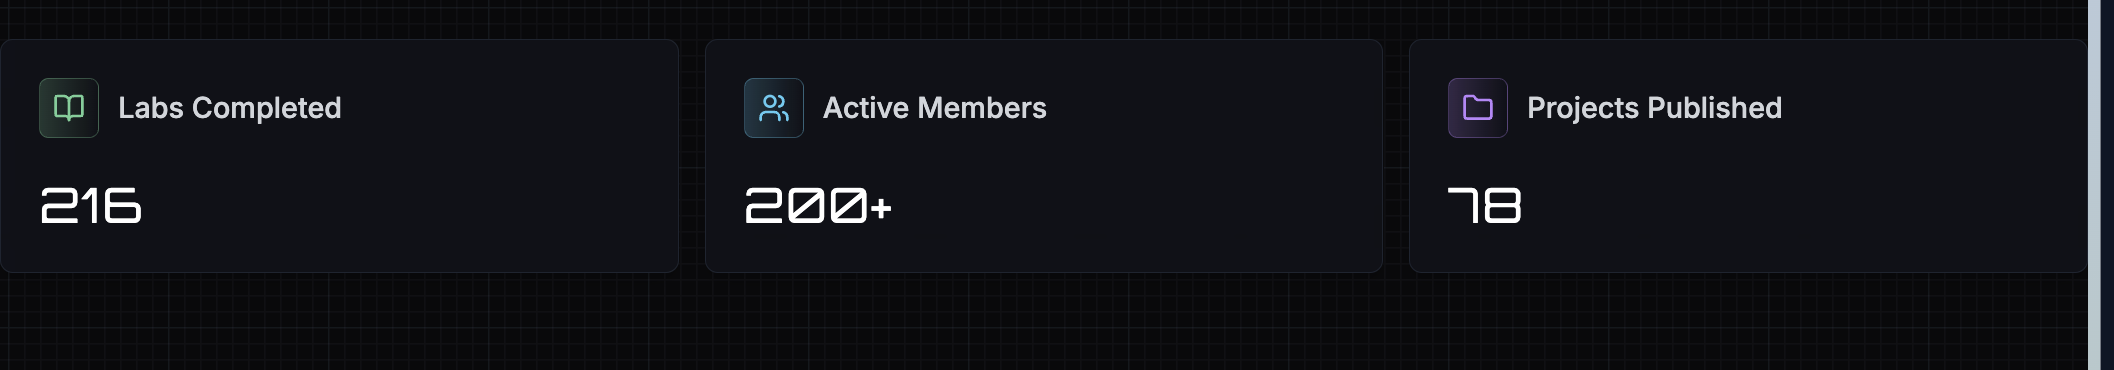 Labs Completed
216
Active Members
200+
Projects Published
78